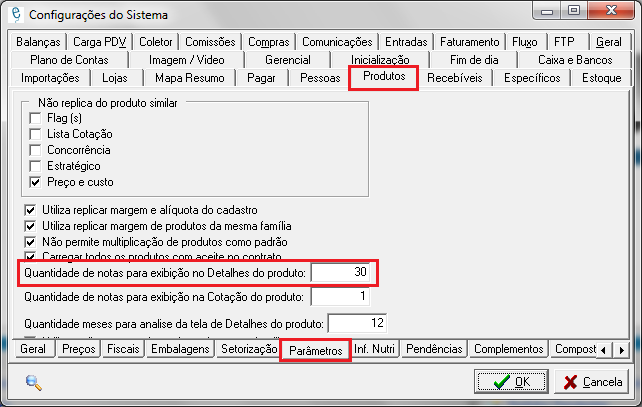 Configurações do Sistema
Balanças Carga PDV Coletor Comissões Compras Comunicações Entradas Faturamento Fluxo FTP Geral
Plano de Contas Imagem / Vídeo Gerencial Inicialização Fim de dia Caixa e Bancos
Importações Lojas Mapa Resumo Pagar Pessoas Produtos Recebíveis Específicos Estoque
Não replica do produto similar
Flag (s)
Lista Cotação
Concorrência
Estratégico
Preço e custo
Utiliza replicar margem e alíquota do cadastro
Utiliza replicar margem de produtos da mesma família
Não permite multiplicação de produtos como padrão
Carregar todos os produtos com aceite no contrato
Quantidade de notas para exibição no Detalhes do produto: 30
Quantidade de notas para exibição na Cotação do produto: 1
Quantidade meses para analise da tela de Detalhes do produto: 12
Geral Preços Fiscais Embalagens Setorização Parâmetros Inf. Nutri Pendências Complementos Compost
OK Cancela